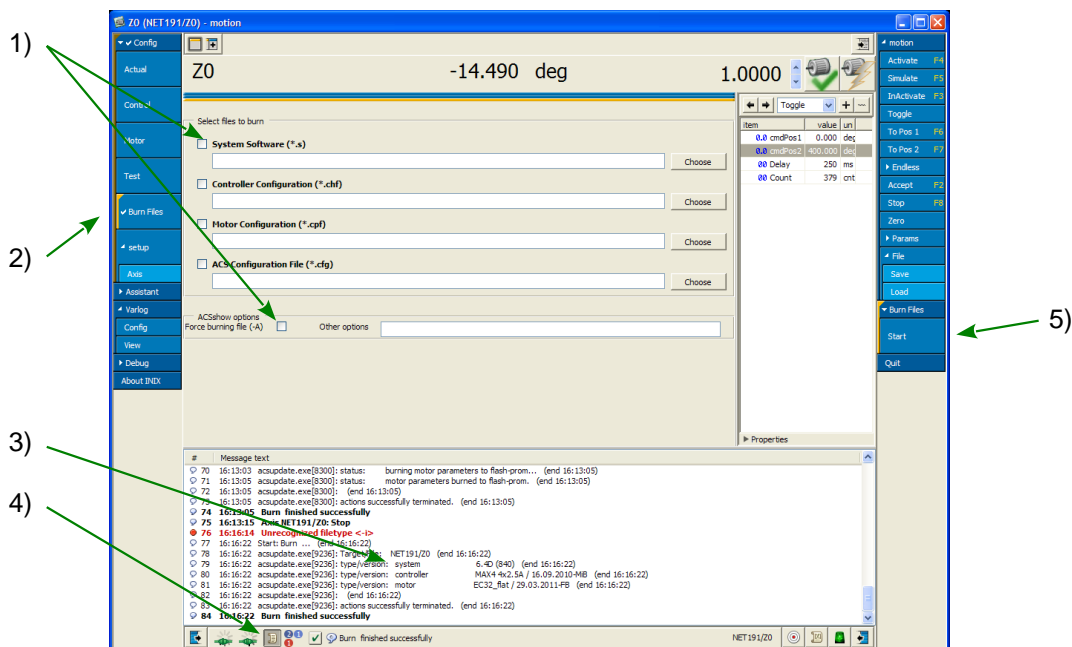 1)
2)
3)
4)
5)
Z0 (NET191/Z0) - motion
Config
Actual
Control
Motor
Test
Burn Files
setup
Axis
Assistant
Varlog
Config
View
Debug
About INIX
Z0 -14.490 deg 1.0000
Select files to burn
System Software (*.s)
Choose
Controller Configuration (*.chf)
Choose
Motor Configuration (*.cpf)
Choose
ACS Configuration File (*.cfg)
Choose
ACSshow options
Force burning file (-A) Other options
Toggle
item value un
0.0 cmdPos1 0.000 deg
0.0 cmdPos2 400.000 deg
00 Delay 250 ms
00 Count 379 cnt
Properties
motion
Activate F4
Simulate F5
InActivate F3
Toggle
To Pos 1 F6
To Pos 2 F7
Endless
Accept F2
Stop F8
Zero
Params
File
Save
Load
Burn Files
Start
Quit
# Message text
70 16:13:03 acsupdate.exe[8300]: status: burning motor parameters to flash-prom... (end 16:13:05)
71 16:13:05 acsupdate.exe[8300]: status: motor parameters burned to flash-prom. (end 16:13:05)
72 16:13:05 acsupdate.exe[8300]: (end 16:13:05)
73 16:13:05 acsupdate.exe[8300]: actions successfully terminated. (end 16:13:05)
74 16:13:05 Burn finished successfully
75 16:13:15 Axis NET191/Z0: Stop
76 16:16:14 Unrecognized filetype <-i>
77 16:16:22 Start: Burn ... (end 16:16:22)
78 16:16:22 acsupdate.exe[9236]: Target/file: NET191/Z0 (end 16:16:22)
79 16:16:22 acsupdate.exe[9236]: type/version: system 6.4D (840) (end 16:16:22)
80 16:16:22 acsupdate.exe[9236]: type/version: controller MAX4 4x2.5A / 16.09.2010-MiB (end 16:16:22)
81 16:16:22 acsupdate.exe[9236]: type/version: motor EC32_flat / 29.03.2011-FB (end 16:16:22)
82 16:16:22 acsupdate.exe[9236]: (end 16:16:22)
83 16:16:22 acsupdate.exe[9236]: actions successfully terminated. (end 16:16:22)
84 16:16:22 Burn finished successfully
Burn finished successfully
NET191/Z0